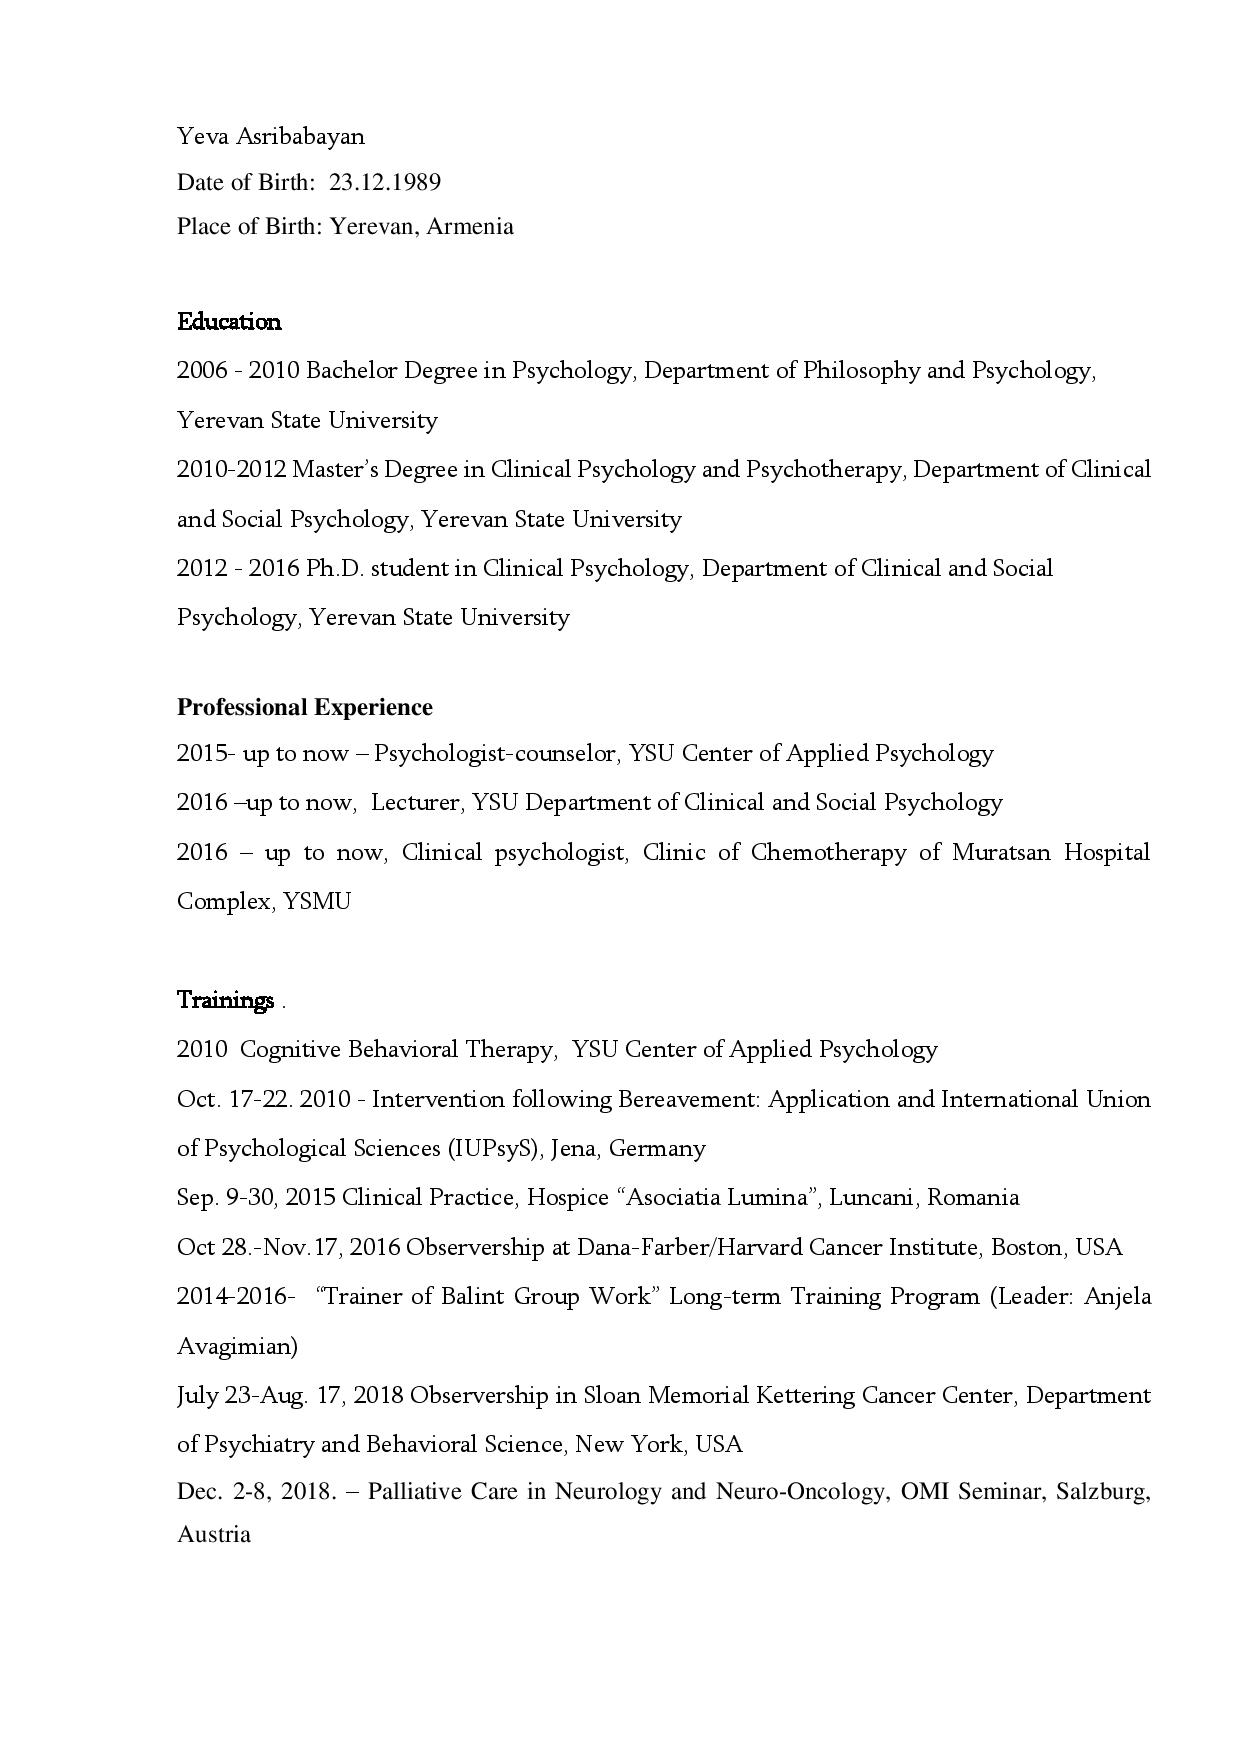 Yeva Asribabayan
Date of Birth:  23.12.1989
Place of Birth: Yerevan, Armenia
Education
2006 - 2010 Bachelor Degree in Psychology, Department of Philosophy and Psychology,
Yerevan State University
2010-2012 Master’s Degree in Clinical Psychology and Psychotherapy, Department of Clinical
and Social Psychology, Yerevan State University
2012 - 2016 Ph.D. student in Clinical Psychology, Department of Clinical and Social
Psychology, Yerevan State University
Professional Experience
2015- up to now – Psychologist-counselor, YSU Center of Applied Psychology
2016 –up to now,  Lecturer, YSU Department of Clinical and Social Psychology
2016 – up to now, Clinical psychologist, Clinic of Chemotherapy of Muratsan Hospital
Complex, YSMU
Trainings .
2010  Cognitive Behavioral Therapy,  YSU Center of Applied Psychology
Oct. 17-22. 2010 - Intervention following Bereavement: Application and International Union
of Psychological Sciences (IUPsyS), Jena, Germany
Sep. 9-30, 2015 Clinical Practice, Hospice “Asociatia Lumina”, Luncani, Romania
Oct 28.-Nov.17, 2016 Observership at Dana-Farber/Harvard Cancer Institute, Boston, USA
2014-2016-  “Trainer of Balint Group Work” Long-term Training Program (Leader: Anjela
Avagimian)
July 23-Aug. 17, 2018 Observership in Sloan Memorial Kettering Cancer Center, Department
of Psychiatry and Behavioral Science, New York, USA
Dec. 2-8, 2018. – Palliative Care in Neurology and Neuro-Oncology, OMI Seminar, Salzburg,
Austria